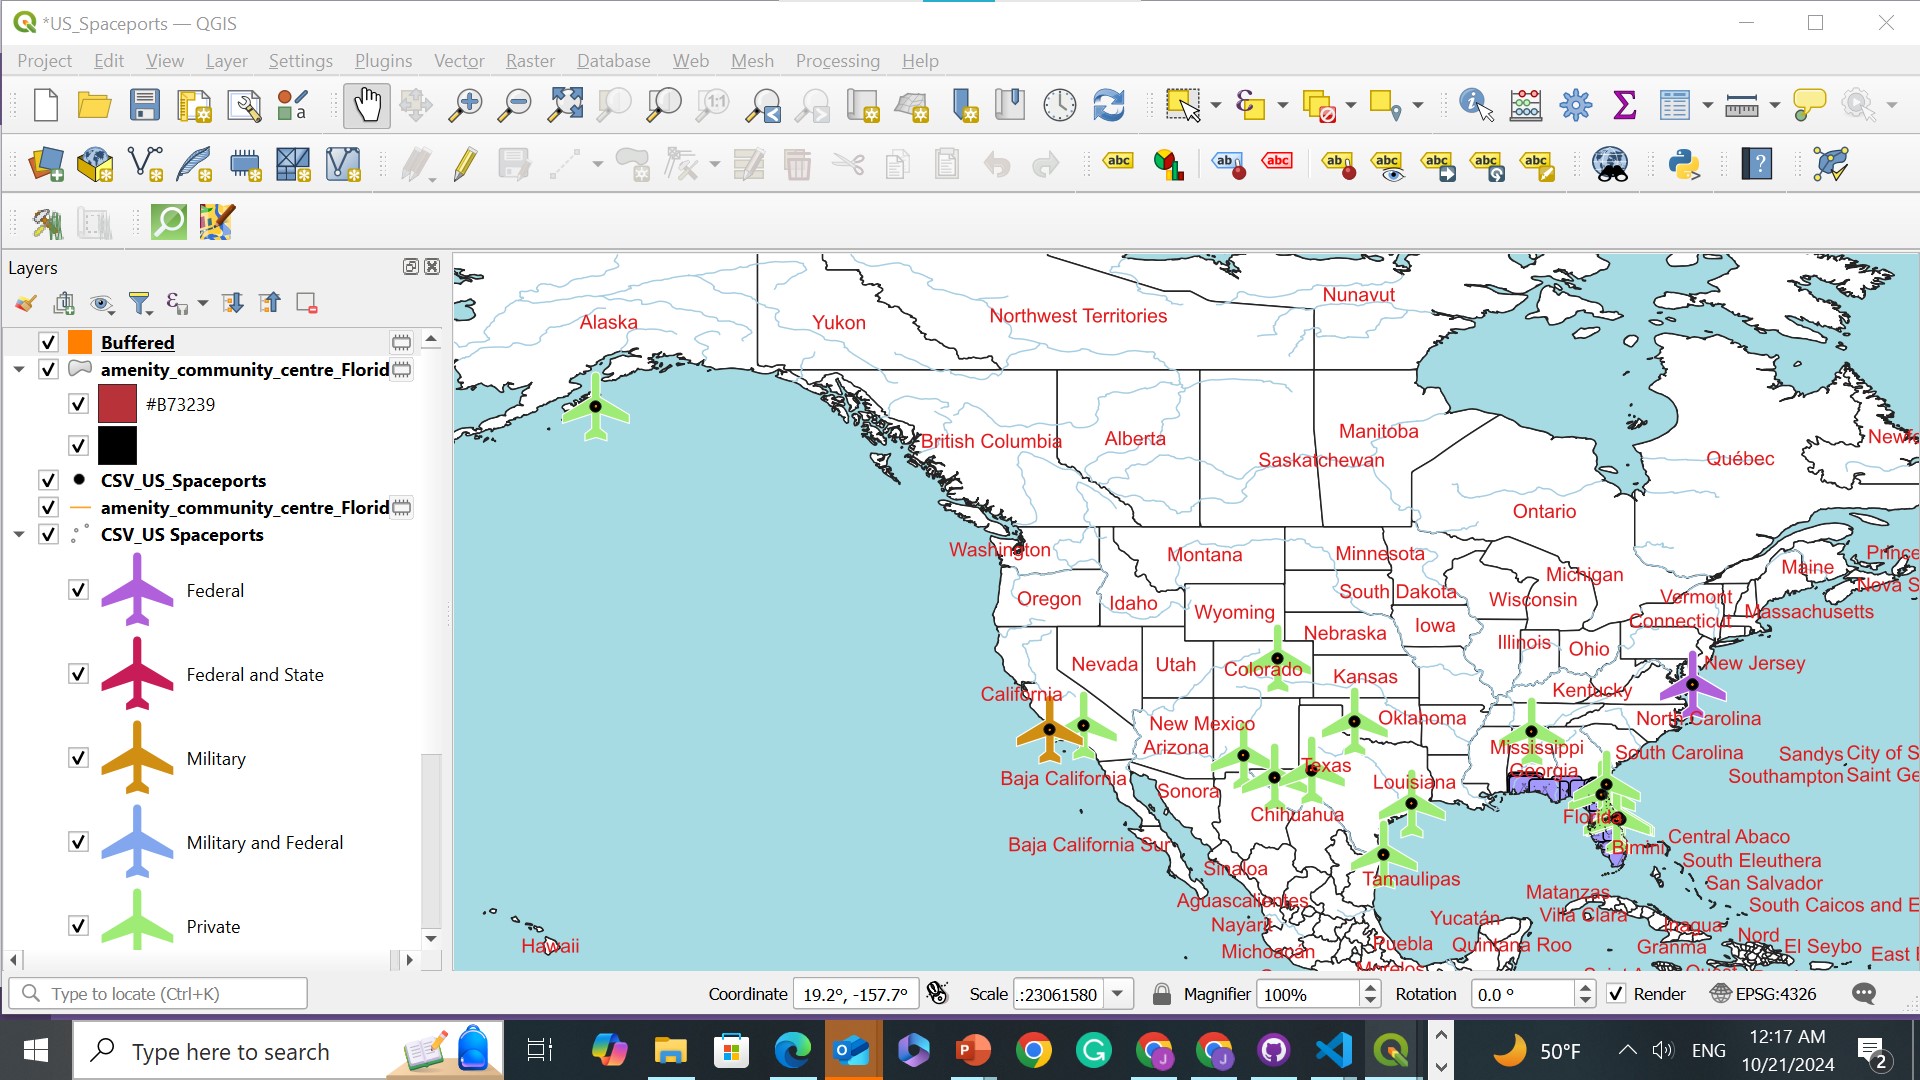 *US_Spaceports — QGIS
Project Edit View Layer Settings Plugins Vector Raster Database Web Mesh Processing Help
Layers
Buffered
amenity_community_centre_Florid
#B73239
CSV_US_Spaceports
amenity_community_centre_Florid
CSV_US Spaceports
Federal
Federal and State
Military
Military and Federal
Private
Nunavut
Alaska
Yukon
Northwest Territories
British Columbia
Alberta
Manitoba
Saskatchewan
Québec
Ontario
Washington
Montana
Minnesota
Michigan
Maine
Prince
Nova S
Oregon
Idaho
Wyoming
South Dakota
Wisconsin
Vermont
Massachusetts
Connecticut
Nebraska
Iowa
Illinois
Ohio
Nevada
Utah
Colorado
Kansas
New Jersey
California
Kentucky
New Mexico
Oklahoma
North Carolina
Arizona
Mississippi
South Carolina
Sandys
City of S
Georgia
Southampton
Saint Ge
Baja California
Sonora
Texas
Louisiana
Chihuahua
Florida
Baja California Sur
Bimini
Central Abaco
South Eleuthera
Sinaloa
Tamaulipas
San Salvador
Aguascalientes
Matanzas
South Caicos and E
Nayarit
Yucatán
Villa Clara
Inagua
Nord
Hawaii
Michoacán
Puebla
Quintana Roo
Granma
El Seybo
East I
Morelos
Type to locate (Ctrl+K)
Coordinate 19.2°, -157.7° Scale .:23061580 Magnifier 100% Rotation 0.0 ° Render EPSG:4326
Type here to search
50°F
ENG
12:17 AM
10/21/2024
2